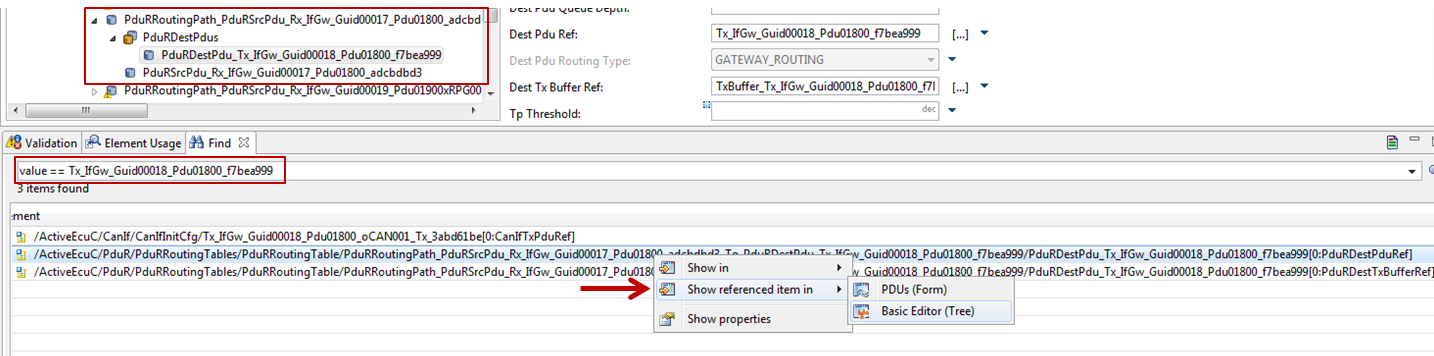 PduRRoutingPath_PduRSrcPdu_Rx_IfGw_Guid00017_Pdu01800_adcbd
PduRDestPdus
PduRDestPdu_Tx_IfGw_Guid00018_Pdu01800_f7bea999
PduRSrcPdu_Rx_IfGw_Guid00017_Pdu01800_adcbdbd3
PduRRoutingPath_PduRSrcPdu_Rx_IfGw_Guid00019_Pdu01900xRPG00
Dest Pdu Queue Depth:
Dest Pdu Ref: Tx_IfGw_Guid00018_Pdu01800_f7bea999 [...]
Dest Pdu Routing Type: GATEWAY_ROUTING
Dest Tx Buffer Ref: TxBuffer_Tx_IfGw_Guid00018_Pdu01800_f7l [...]
Tp Threshold: dec
Validation Element Usage Find
value == Tx_IfGw_Guid00018_Pdu01800_f7bea999
3 items found
ement
/ActiveEcuC/CanIf/CanIfInitCfg/Tx_IfGw_Guid00018_Pdu01800_oCAN001_Tx_3abd61be[0:CanIfTxPduRef]
/ActiveEcuC/PduR/PduRRoutingTables/PduRRoutingTable/PduRRoutingPath_PduRSrcPdu_Rx_IfGw_Guid00017_Pdu01800_adcbdbd3_To_PduRDestPdu_Tx_IfGw_Guid00018_Pdu01800_f7bea999/PduRDestPdu_Tx_IfGw_Guid00018_Pdu01800_f7bea999[0:PduRDestPduRef]
/ActiveEcuC/PduR/PduRRoutingTables/PduRRoutingTable/PduRRoutingPath_PduRSrcPdu_Rx_IfGw_Guid00017_Pdu01800 w_Guid00018_Pdu01800_f7bea999/PduRDestPdu_Tx_IfGw_Guid00018_Pdu01800_f7bea999[0:PduRDestTxBufferRef]
Show in
Show referenced item in
Show properties
PDUs (Form)
Basic Editor (Tree)